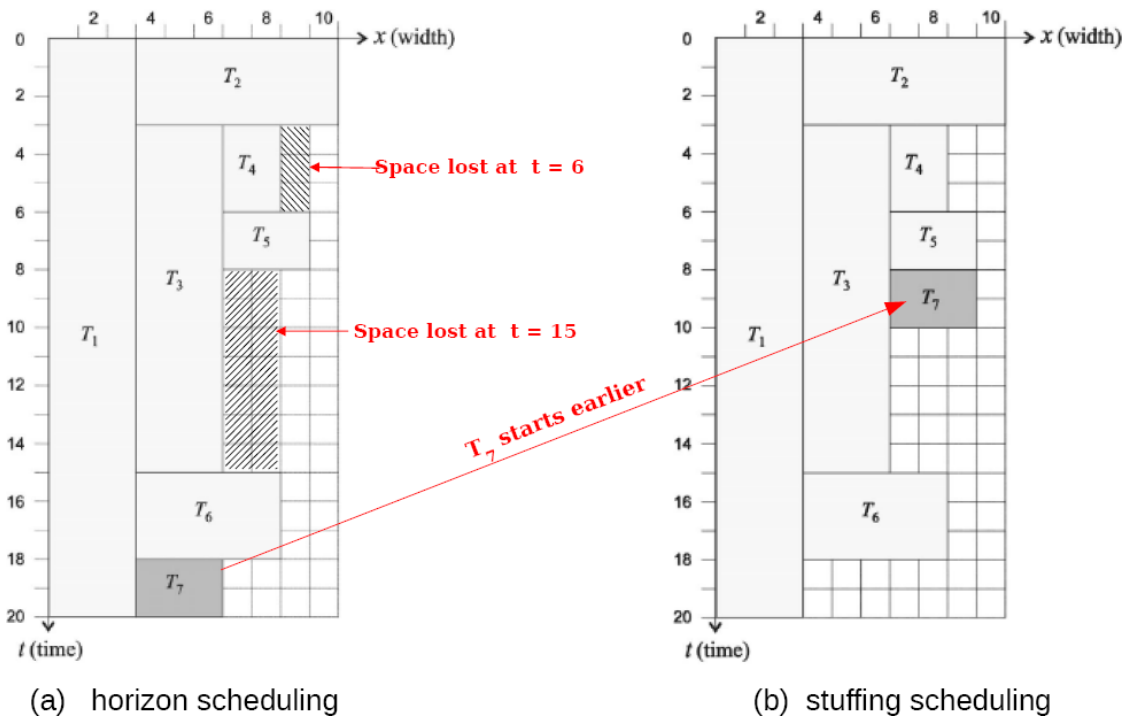 2 4 6 8 10
x (width)
0
2
4
6
8
10
12
14
16
18
20
t (time)
T2
T4
T5
T3
T1
T6
T7
Space lost at t = 6
Space lost at t = 15
T7 starts earlier
2 4 6 8 10
x (width)
0
2
4
6
8
10
12
14
16
18
20
t (time)
T2
T4
T5
T7
T3
T1
T6
(a) horizon scheduling
(b) stuffing scheduling